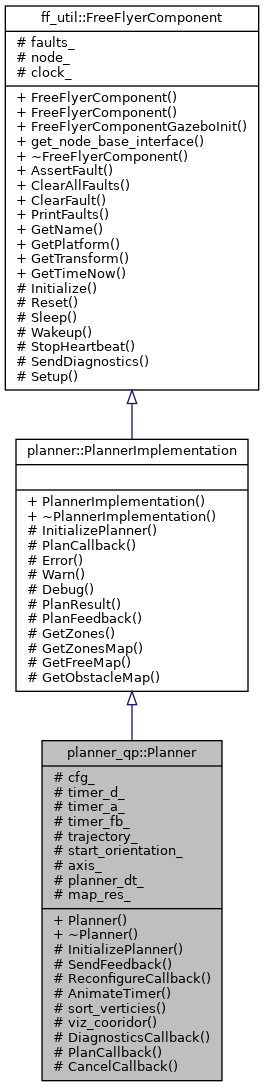 ff_util::FreeFlyerComponent
# faults_
# node_
# clock_
+ FreeFlyerComponent()
+ FreeFlyerComponent()
+ FreeFlyerComponentGazeboInit()
+ get_node_base_interface()
+ ~FreeFlyerComponent()
+ AssertFault()
+ ClearAllFaults()
+ ClearFault()
+ PrintFaults()
+ GetName()
+ GetPlatform()
+ GetTransform()
+ GetTimeNow()
# Initialize()
# Reset()
# Sleep()
# Wakeup()
# StopHeartbeat()
# SendDiagnostics()
# Setup()
planner::PlannerImplementation
+ PlannerImplementation()
+ ~PlannerImplementation()
# InitializePlanner()
# PlanCallback()
# Error()
# Warn()
# Debug()
# PlanResult()
# PlanFeedback()
# GetZones()
# GetZonesMap()
# GetFreeMap()
# GetObstacleMap()
planner_qp::Planner
# cfg_
# timer_d_
# timer_a_
# timer_fb_
# trajectory_
# start_orientation_
# axis_
# planner_dt_
# map_res_
+ Planner()
+ ~Planner()
# InitializePlanner()
# SendFeedback()
# ReconfigureCallback()
# AnimateTimer()
# sort_verticies()
# viz_cooridor()
# DiagnosticsCallback()
# PlanCallback()
# CancelCallback()